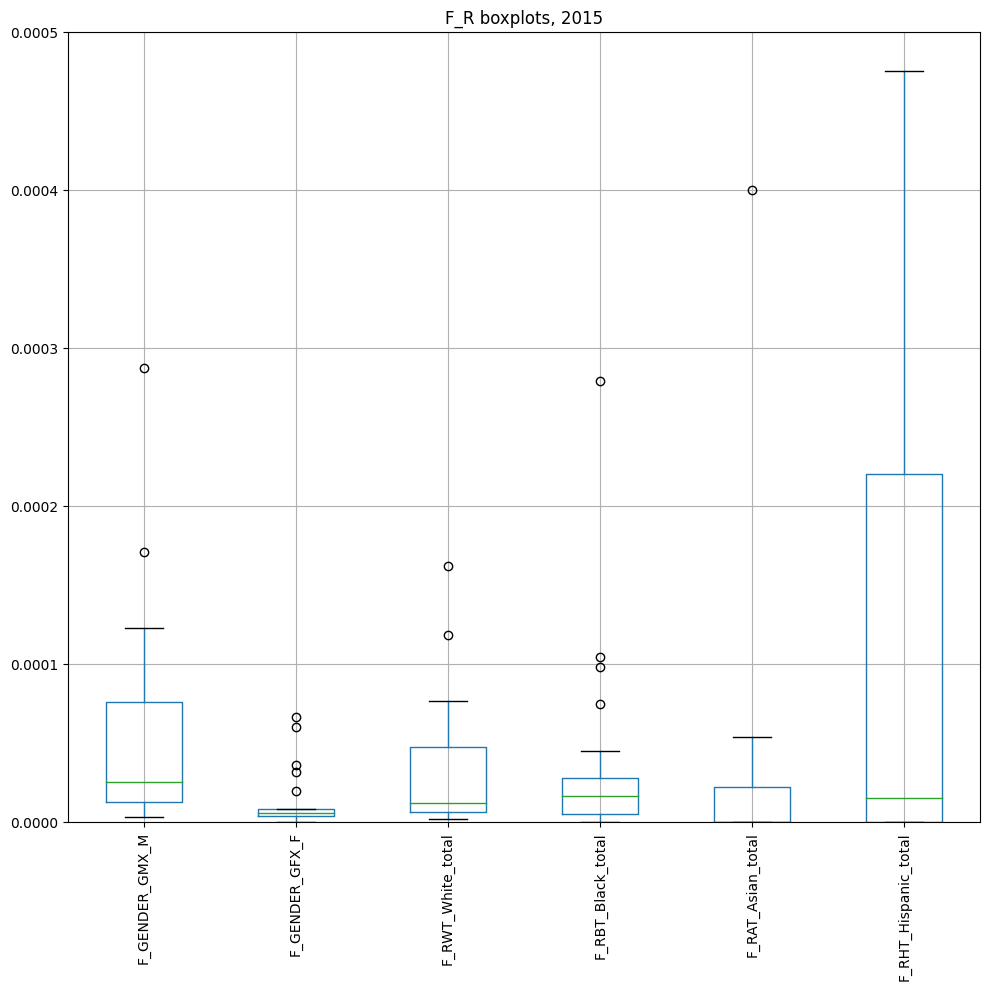 F_R boxplots, 2015
0.0005
0.0004
0.0003
0.0002
0.0001
0.0000
F_GENDER_GMX_M
F_GENDER_GFX_F
F_RWT_White_total
F_RBT_Black_total
F_RAT_Asian_total
F_RHT_Hispanic_total